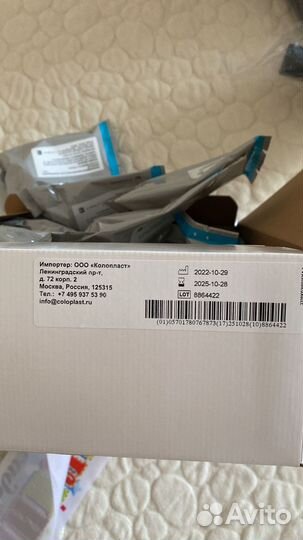 Импортер: ООО «Колопласт»
Ленинградский пр-т,
д. 72 корп. 2
Москва, Россия, 125315
Тел.: +7 495 937 53 90
info@coloplast.ru
2022-10-29
2025-10-28
LOT 8864422
(01)05701780767873(17)251028(10)8864422
Avito